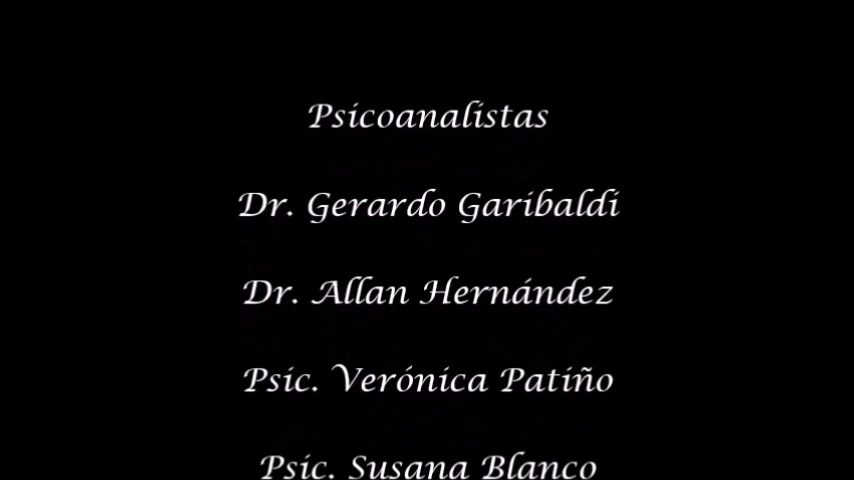 Psicoanalistas
Dr. Gerardo Garibaldi
Dr. Allan Hernández
Psic. Verónica Patiño
Psic. Susana Blanco